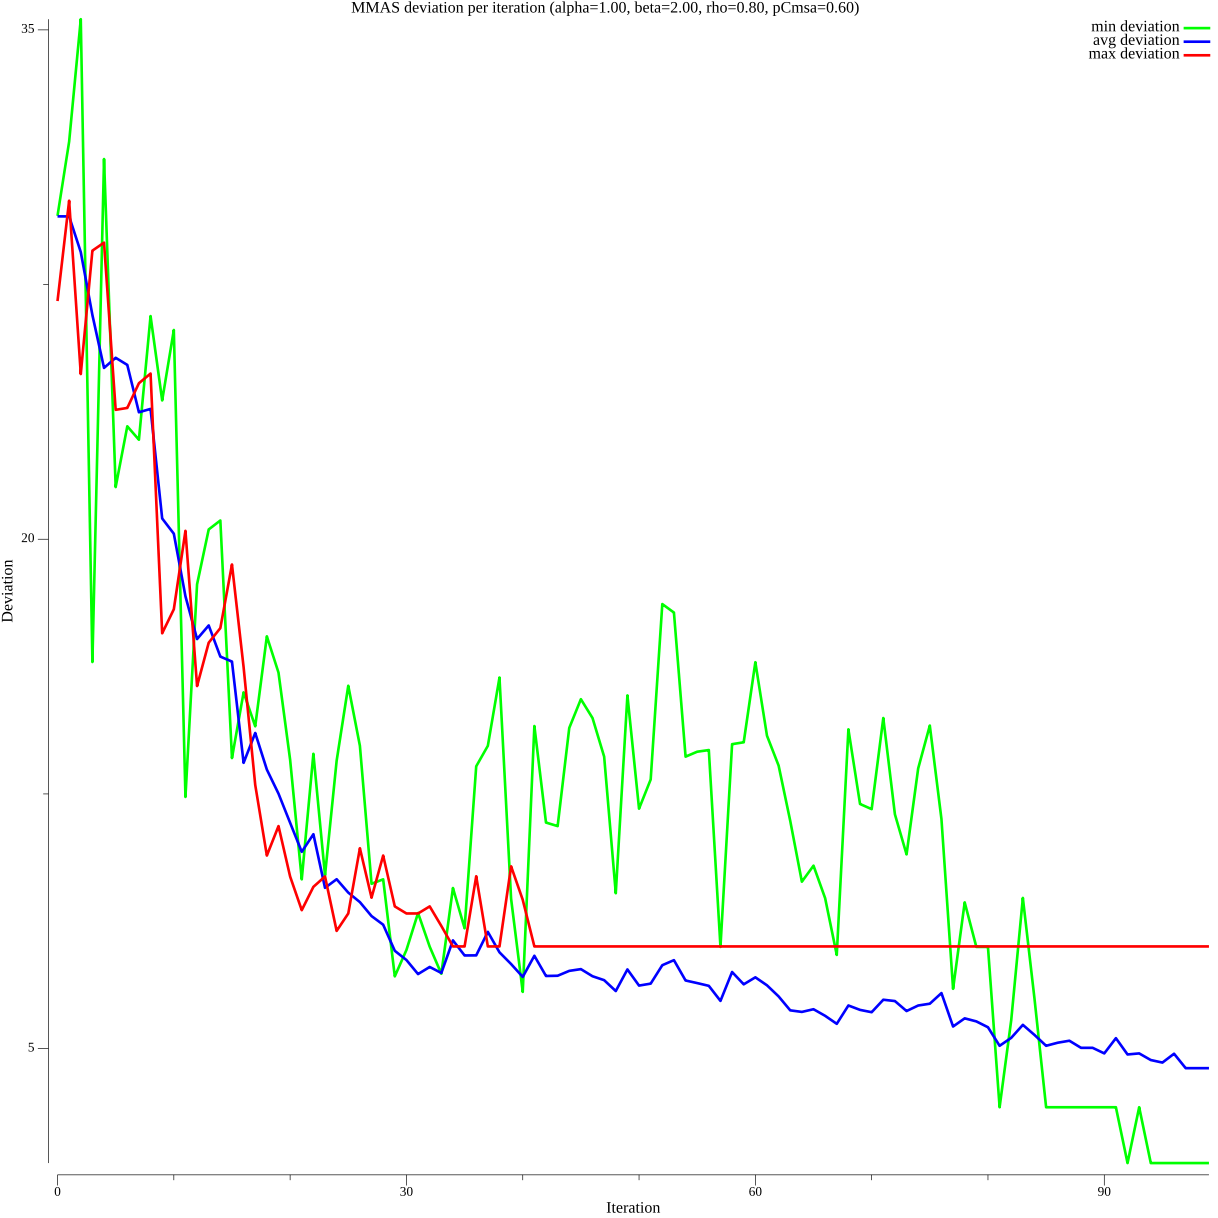 MMAS deviation per iteration (alpha=1.00, beta=2.00, rho=0.80, pCmsa=0.60)
min deviation
avg deviation
max deviation
35
20
5
Deviation
0 30 60 90
Iteration